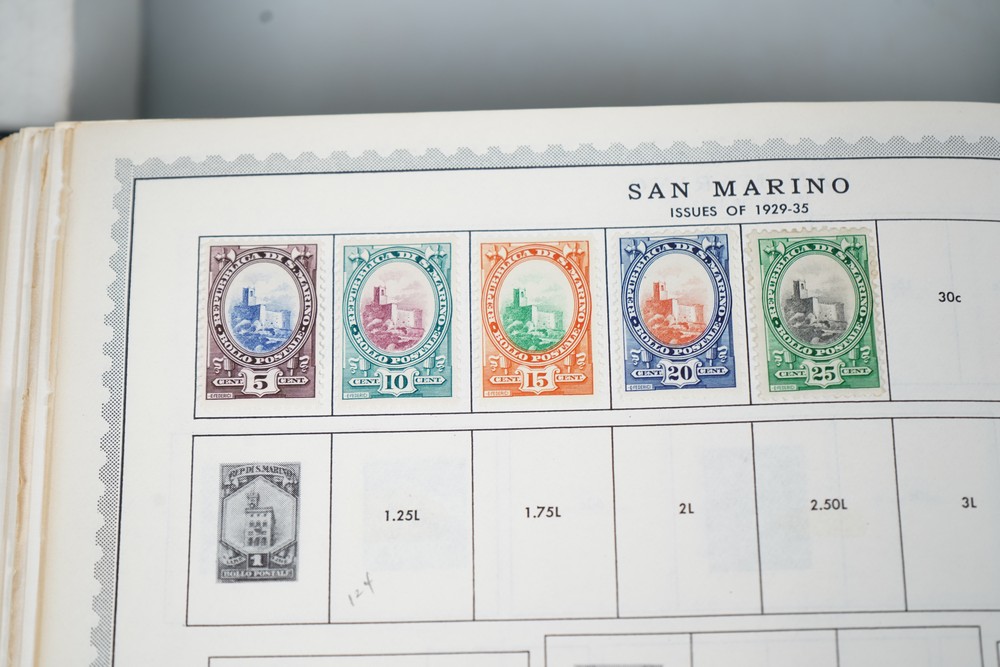 SAN MARINO
ISSUES OF 1929-35
REPUBBLICA DI S. MARINO
BOLLO POSTALE
CENT 5 CENT
REPUBBLICA DI S. MARINO
BOLLO POSTALE
CENT 10 CENT
REPUBBLICA DI S. MARINO
BOLLO POSTALE
CENT 15 CENT
REPUBBLICA DI S. MARINO
BOLLO POSTALE
CENT 20 CENT
REPUBBLICA DI S. MARINO
BOLLO POSTALE
CENT 25 CENT
30c
REP. DI S. MARINO
1
BOLLO POSTALE
1.25L
1.75L
2L
2.50L
3L
124